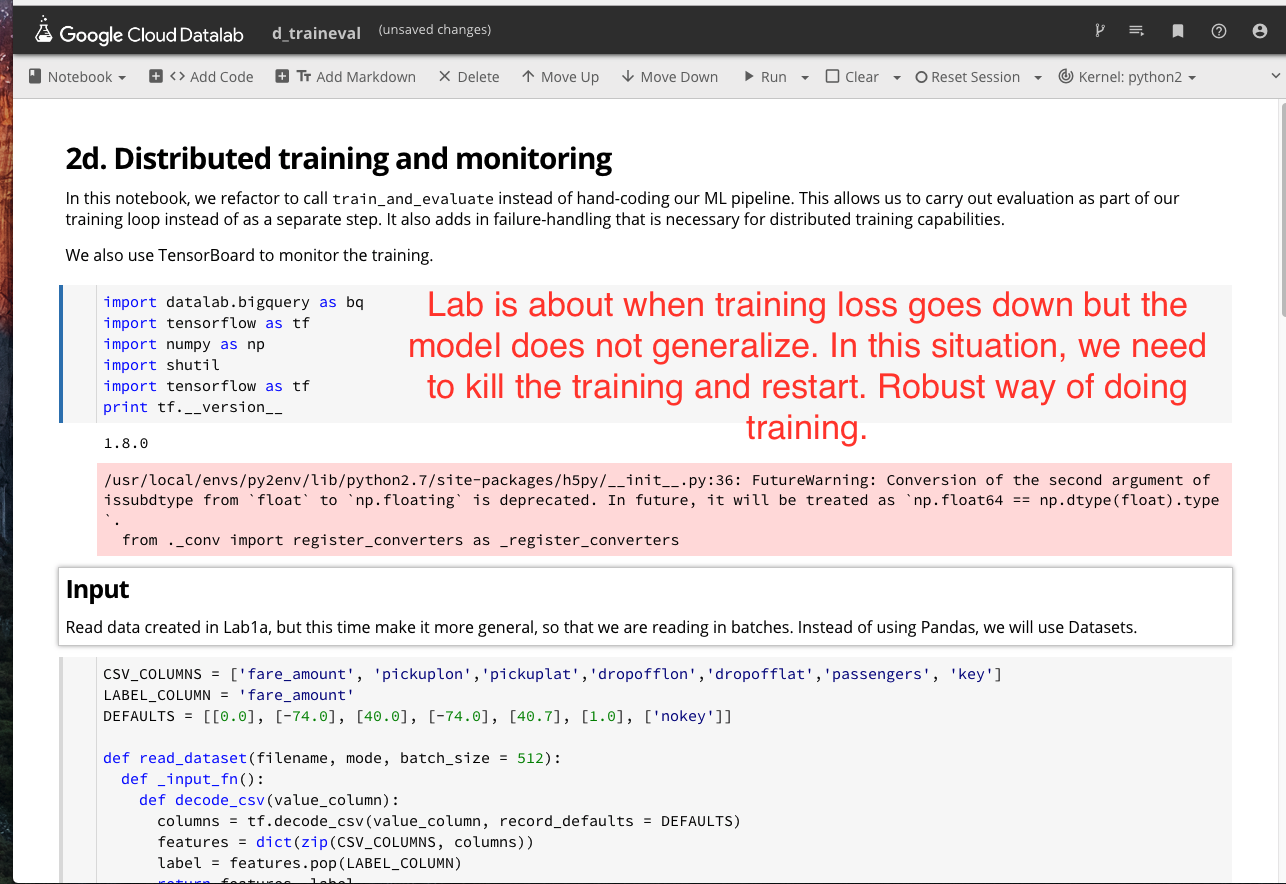 Google Cloud Datalab d_traineval (unsaved changes)
Notebook Add Code Tт Add Markdown Delete Move Up Move Down Run Clear Reset Session Kernel: python2
2d. Distributed training and monitoring
In this notebook, we refactor to call train_and_evaluate instead of hand-coding our ML pipeline. This allows us to carry out evaluation as part of our
training loop instead of as a separate step. It also adds in failure-handling that is necessary for distributed training capabilities.
We also use TensorBoard to monitor the training.
import datalab.bigquery as bq
import tensorflow as tf
import numpy as np
import shutil
import tensorflow as tf
print tf.__version__
Lab is about when training loss goes down but the
model does not generalize. In this situation, we need
to kill the training and restart. Robust way of doing
training.
1.8.0
/usr/local/envs/py2env/lib/python2.7/site-packages/h5py/__init__.py:36: FutureWarning: Conversion of the second argument of
issubdtype from `float` to `np.floating` is deprecated. In future, it will be treated as `np.float64 == np.dtype(float).type
`.
from ._conv import register_converters as _register_converters
Input
Read data created in Lab1a, but this time make it more general, so that we are reading in batches. Instead of using Pandas, we will use Datasets.
CSV_COLUMNS = ['fare_amount', 'pickuplon','pickuplat','dropofflon','dropofflat','passengers', 'key']
LABEL_COLUMN = 'fare_amount'
DEFAULTS = [[0.0], [-74.0], [40.0], [-74.0], [40.7], [1.0], ['nokey']]
def read_dataset(filename, mode, batch_size = 512):
def _input_fn():
def decode_csv(value_column):
columns = tf.decode_csv(value_column, record_defaults = DEFAULTS)
features = dict(zip(CSV_COLUMNS, columns))
label = features.pop(LABEL_COLUMN)
return features, label